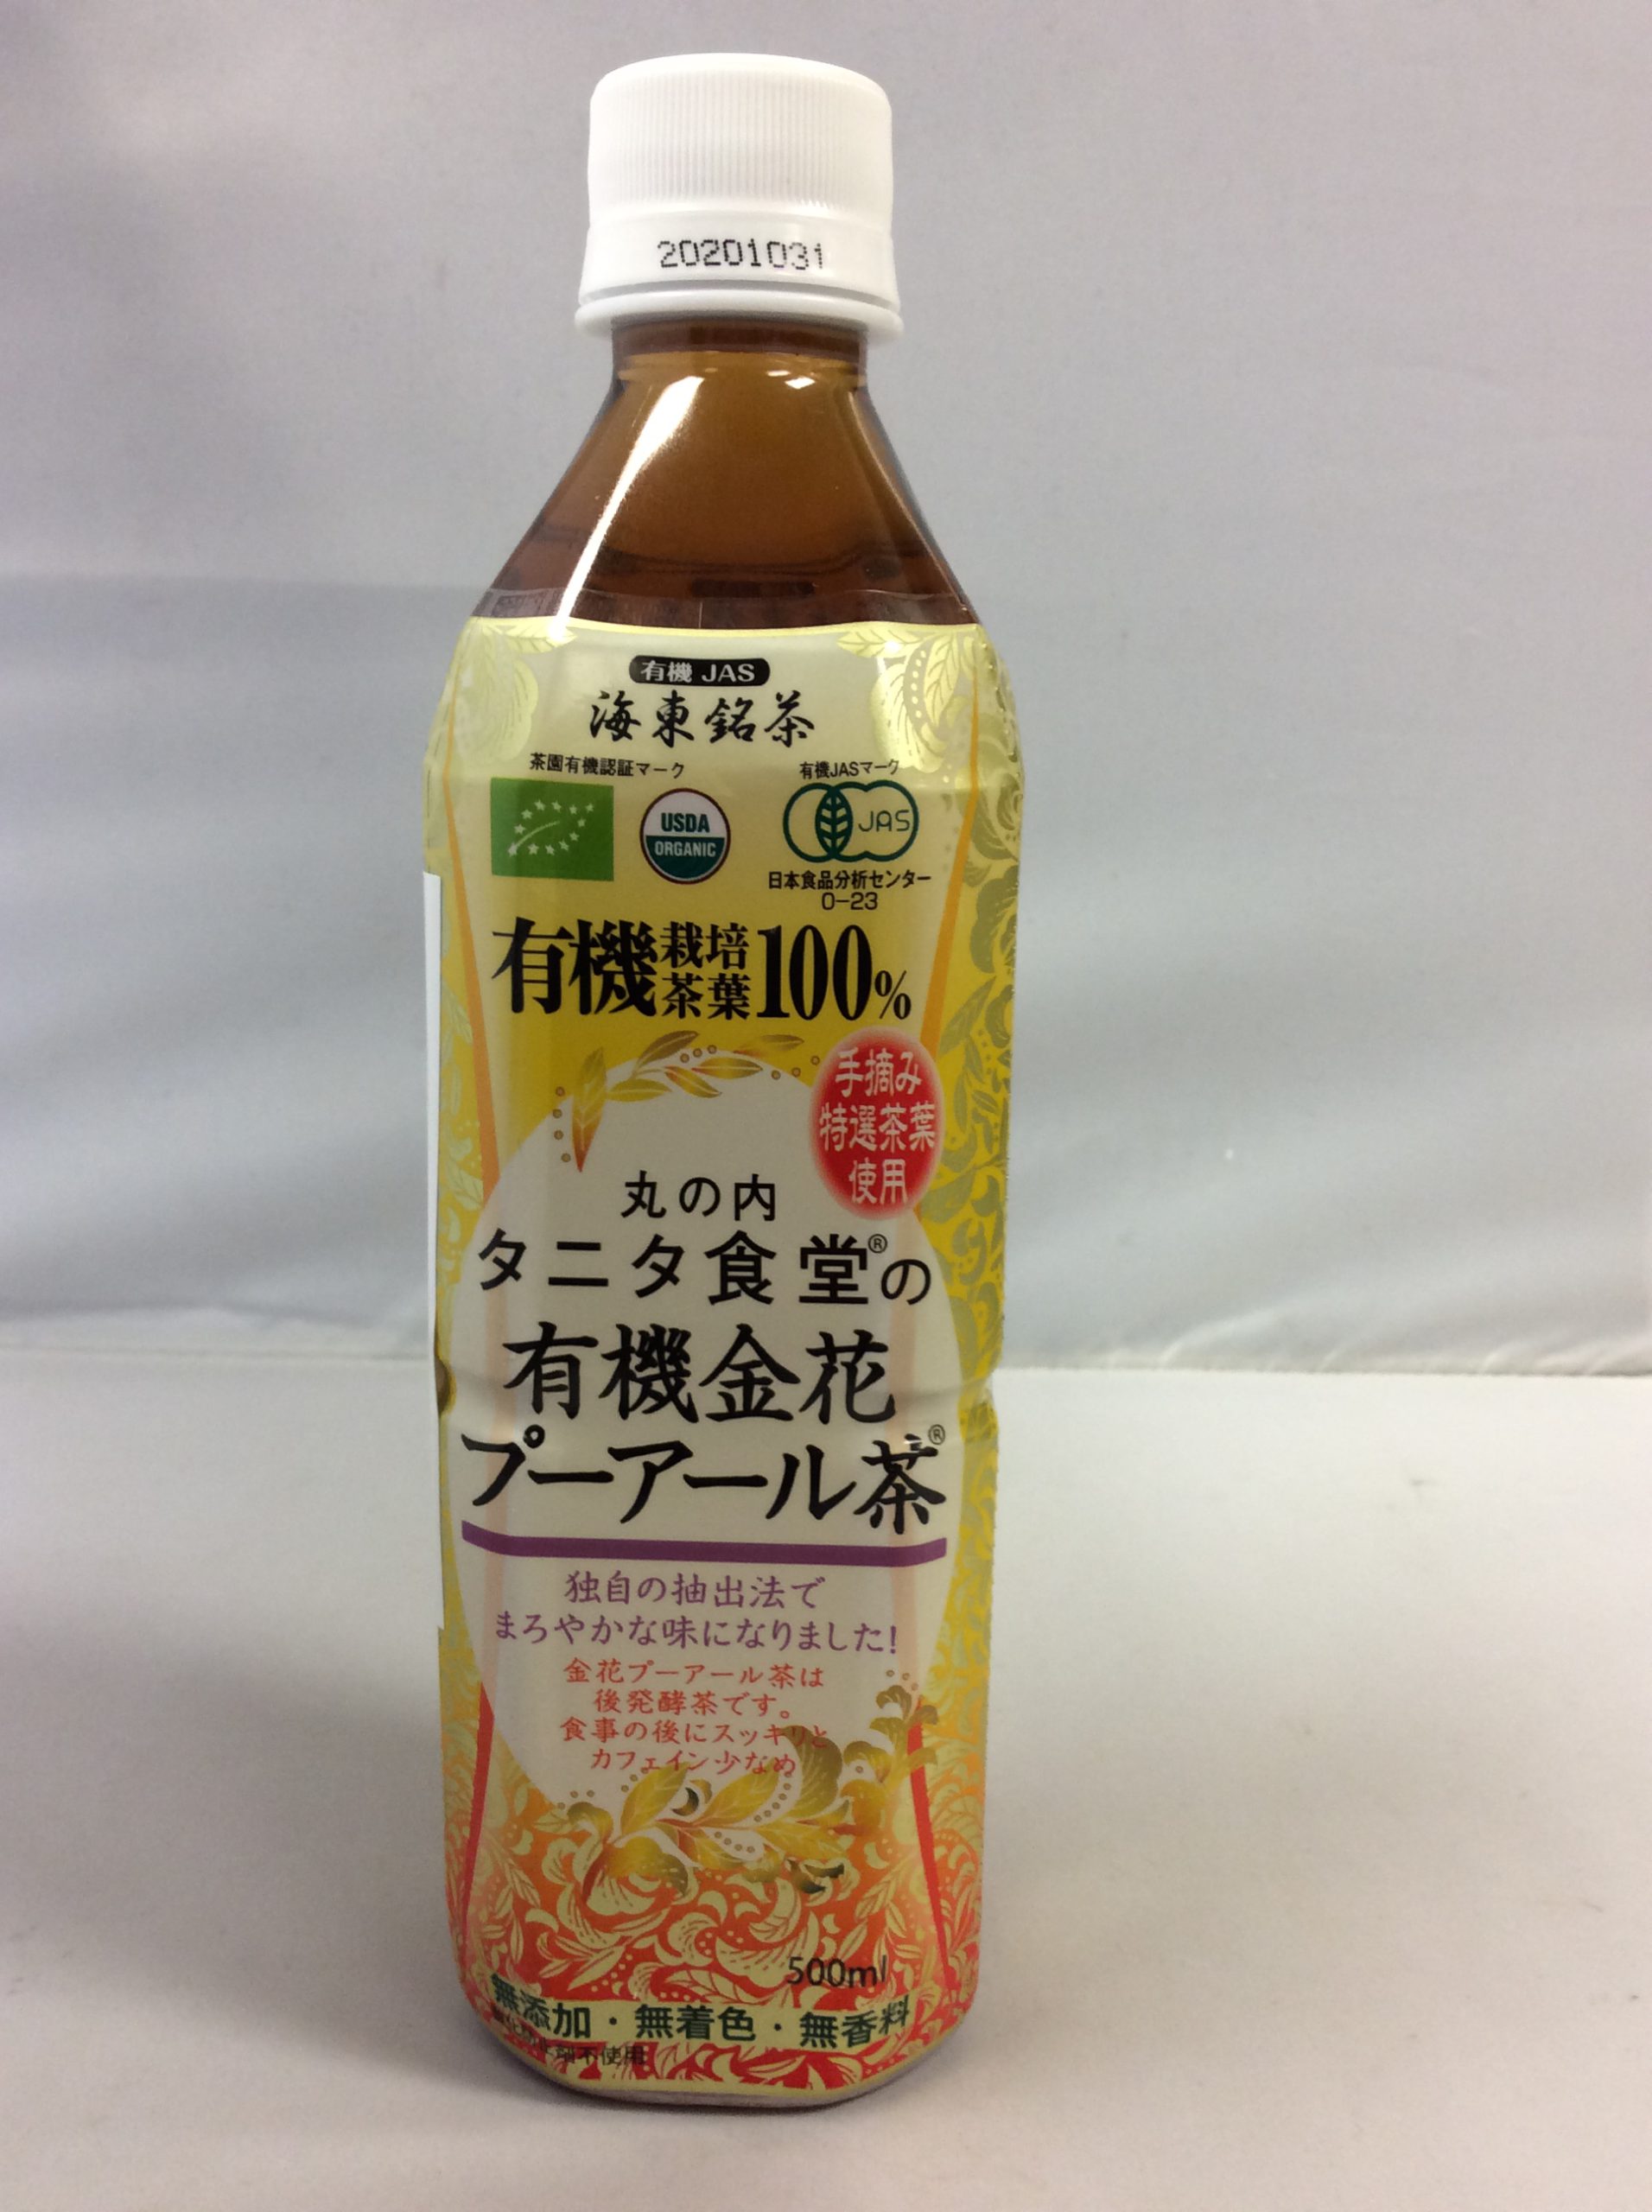 20201031
有機 JAS
海東銘茶
茶園有機認証マーク
有機JASマーク
USDA
ORGANIC
JAS
日本食品分析センター
0-23
有機栽培茶葉100%
手摘み
特選茶葉
使用
丸の内
タニタ食堂®の
有機金花
プーアール茶®
独自の抽出法で
まろやかな味になりました!
金花プーアール茶は
後発酵茶です。
食事の後にスッキリと
カフェイン少なめ
500ml
無添加・無着色・無香料
剤不使用